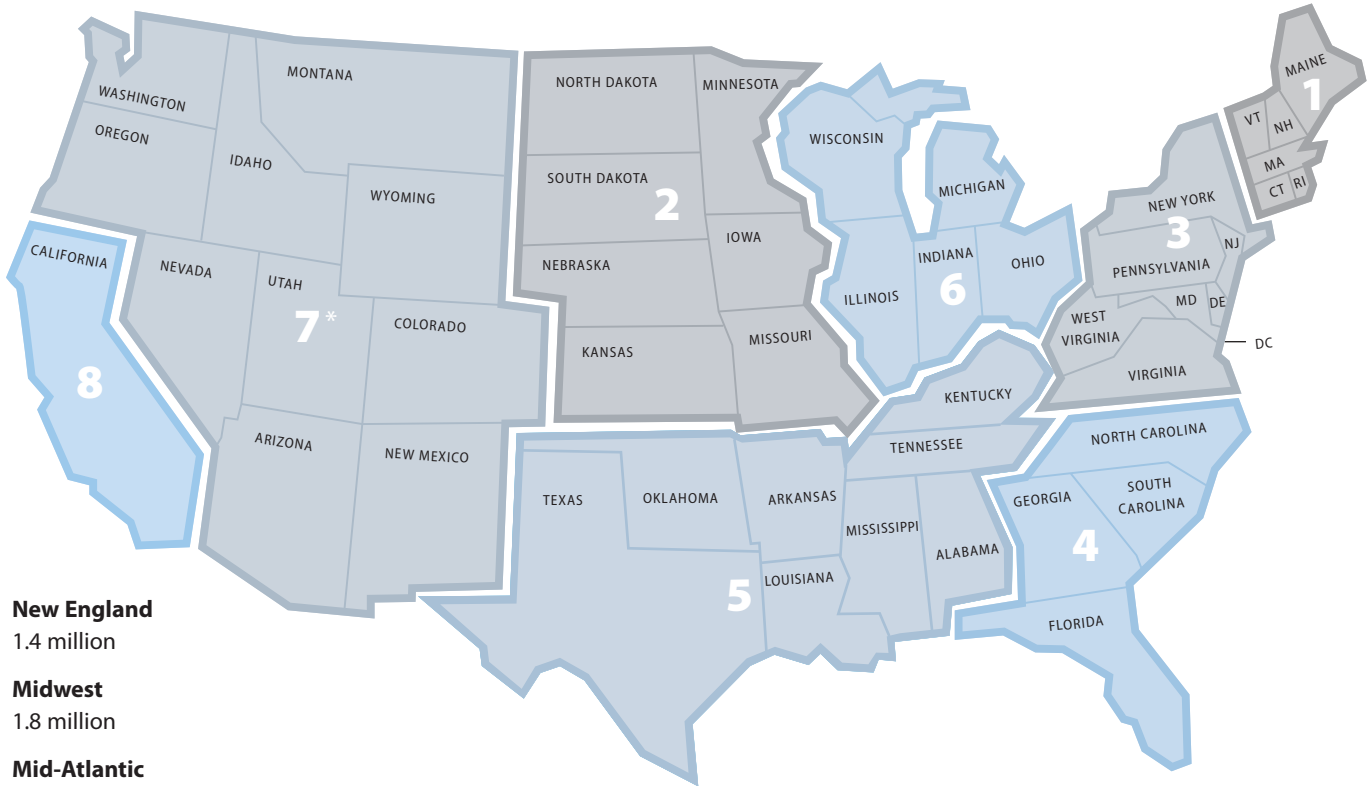 MONTANA
WASHINGTON
OREGON
IDAHO
WYOMING
CALIFORNIA
NEVADA
UTAH
7*
COLORADO
8
ARIZONA
NEW MEXICO
NORTH DAKOTA
MINNESOTA
SOUTH DAKOTA
2
IOWA
NEBRASKA
KANSAS
MISSOURI
WISCONSIN
MICHIGAN
INDIANA
OHIO
ILLINOIS
6
MAINE
1
VT
NH
MA
CT
RI
NEW YORK
3
NJ
PENNSYLVANIA
MD
DE
WEST
VIRGINIA
DC
VIRGINIA
KENTUCKY
TENNESSEE
NORTH CAROLINA
SOUTH
CAROLINA
GEORGIA
4
FLORIDA
TEXAS
OKLAHOMA
ARKANSAS
MISSISSIPPI
ALABAMA
LOUISIANA
5
New England
1.4 million
Midwest
1.8 million
Mid-Atlantic